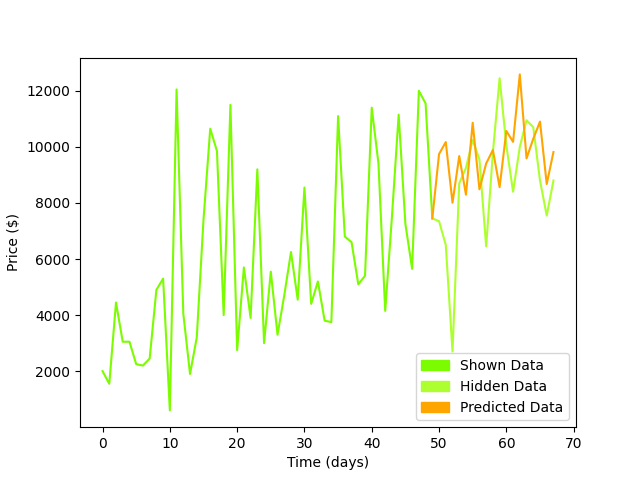 12000
10000
8000
6000
4000
2000
Price ($)
0 10 20 30 40 50 60 70
Time (days)
Shown Data
Hidden Data
Predicted Data